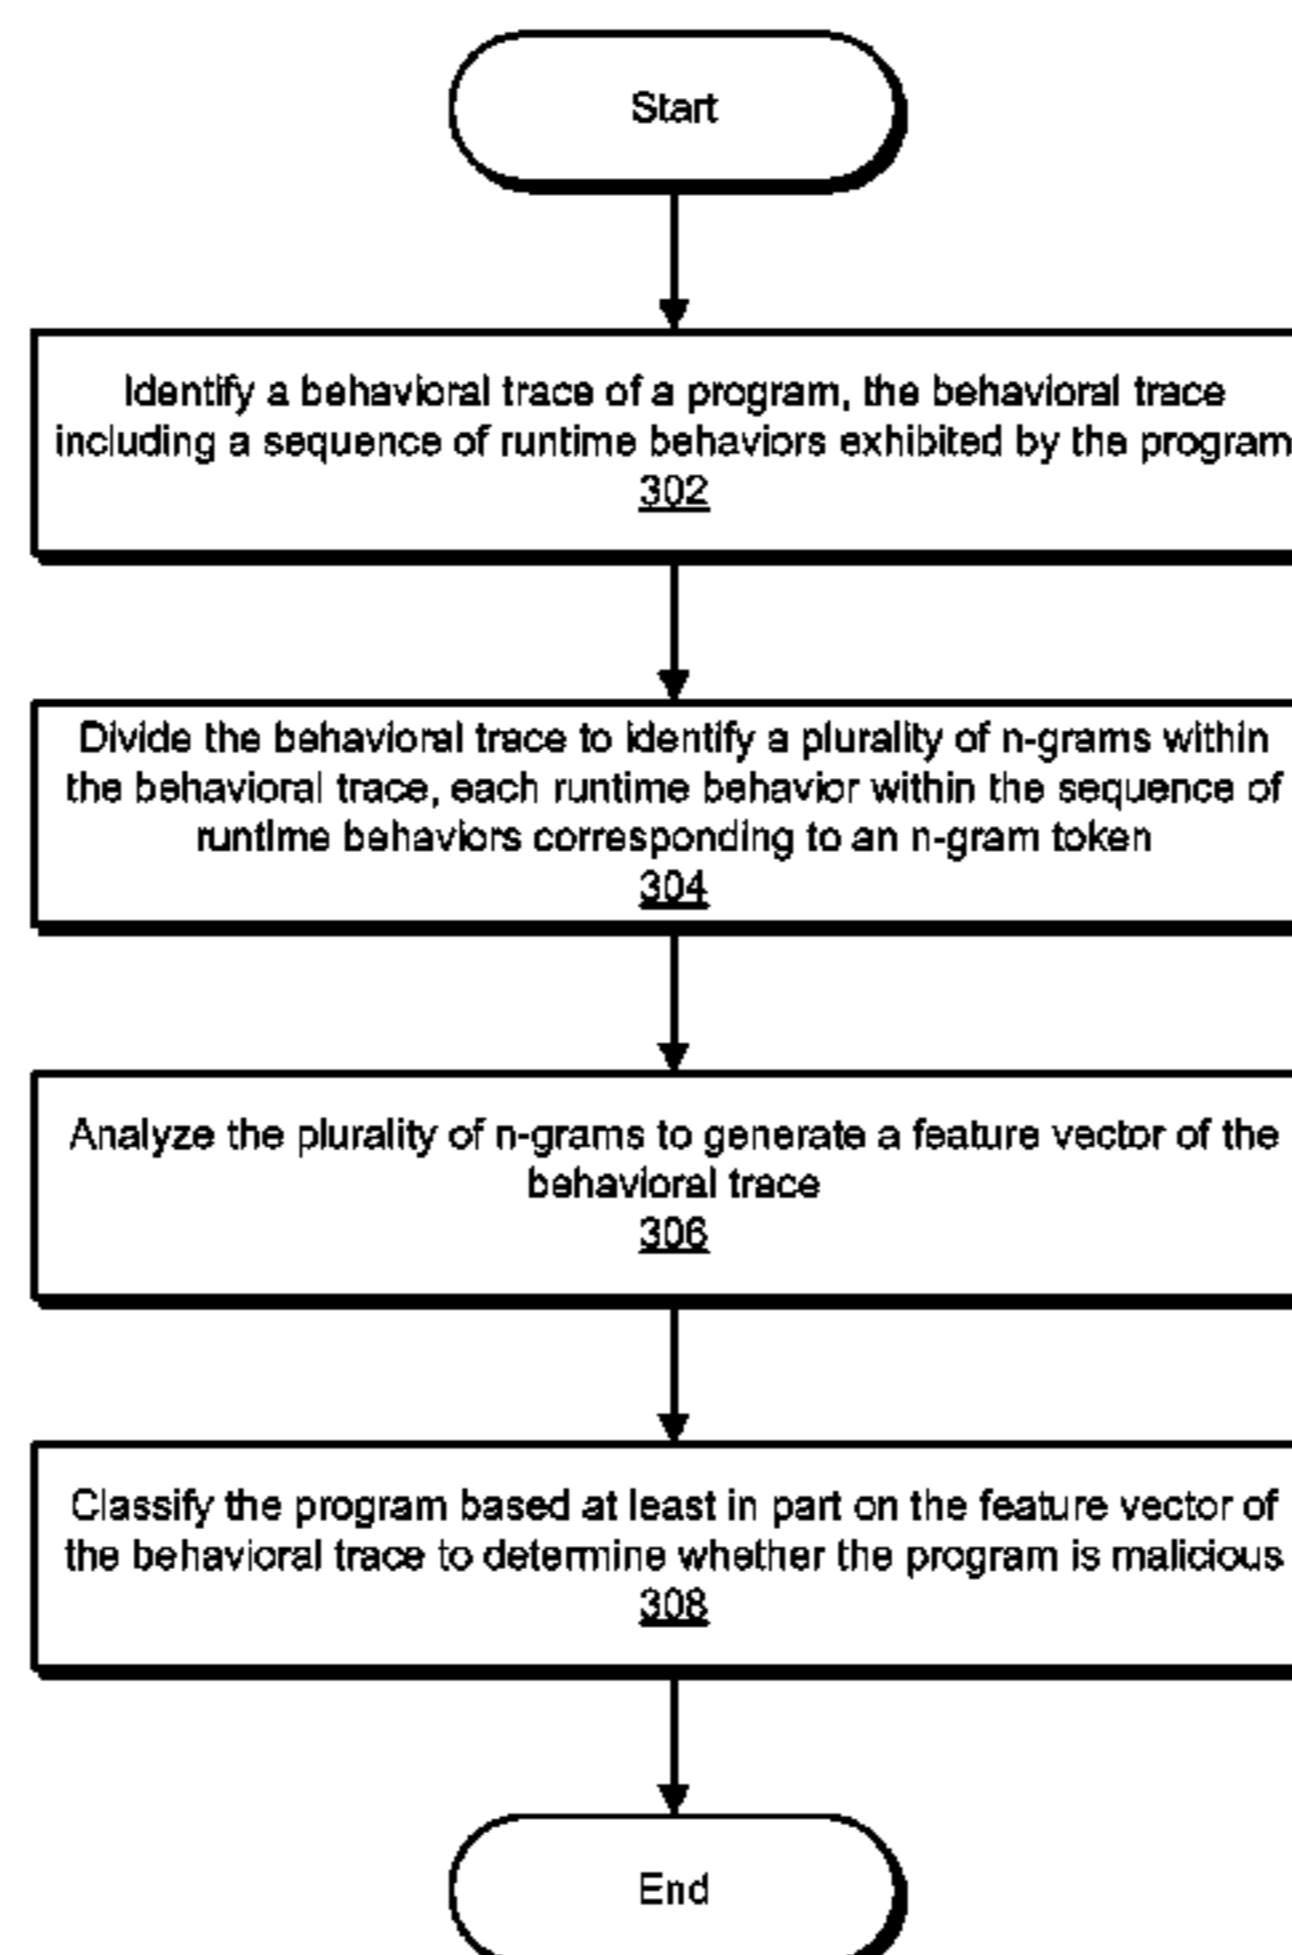 Start
Identify a behavioral trace of a program, the behavioral trace
including a sequence of runtime behaviors exhibited by the program
302
Divide the behavioral trace to identify a plurality of n-grams within
the behavioral trace, each runtime behavior within the sequence of
runtime behaviors corresponding to an n-gram token
304
Analyze the plurality of n-grams to generate a feature vector of the
behavioral trace
306
Classify the program based at least in part on the feature vector of
the behavioral trace to determine whether the program is malicious
308
End